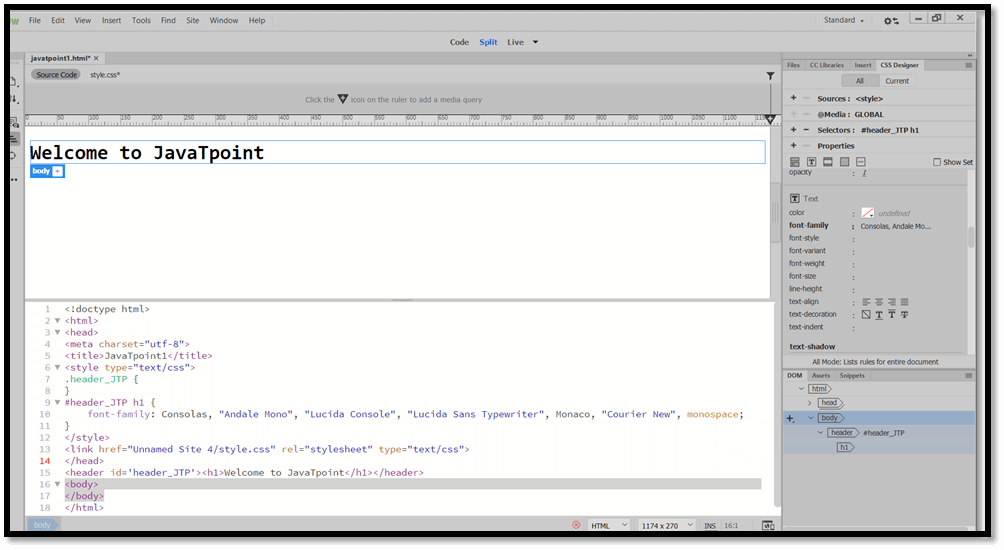 File Edit View Insert Tools Find Site Window Help
Standard
Code Split Live
javatpoint1.html* ×
Source Code style.css*
Click the icon on the ruler to add a media query
0 50 100 150 200 250 300 350 400 450 500 550 600 650 700 750 800 850 900 950 1000 1050 1100
Welcome to JavaTpoint
body +
1 <!doctype html>
2 <html>
3 <head>
4 <meta charset="utf-8">
5 <title>JavaTpoint1</title>
6 <style type="text/css">
7 .header_JTP {
8 }
9 #header_JTP h1 {
10 font-family: Consolas, "Andale Mono", "Lucida Console", "Lucida Sans Typewriter", Monaco, "Courier New", monospace;
11 }
12 </style>
13 <link href="Unnamed Site 4/style.css" rel="stylesheet" type="text/css">
14 </head>
15 <header id='header_JTP'><h1>Welcome to JavaTpoint</h1></header>
16 <body>
17 </body>
18 </html>
body
HTML 1174 x 270 INS 16:1
Files CC Libraries Insert CSS Designer
All Current
+ − Sources : <style>
+ − @Media : GLOBAL
+ − Selectors : #header_JTP h1
+ − Properties
Show Set
opacity :
T Text
color : undefined
font-family : Consolas, Andale Mo...
font-style :
font-variant :
font-weight :
font-size :
line-height :
text-align :
text-decoration :
text-indent :
text-shadow
All Mode: Lists rules for entire document
DOM Assets Snippets
html
head
body
header #header_JTP
h1